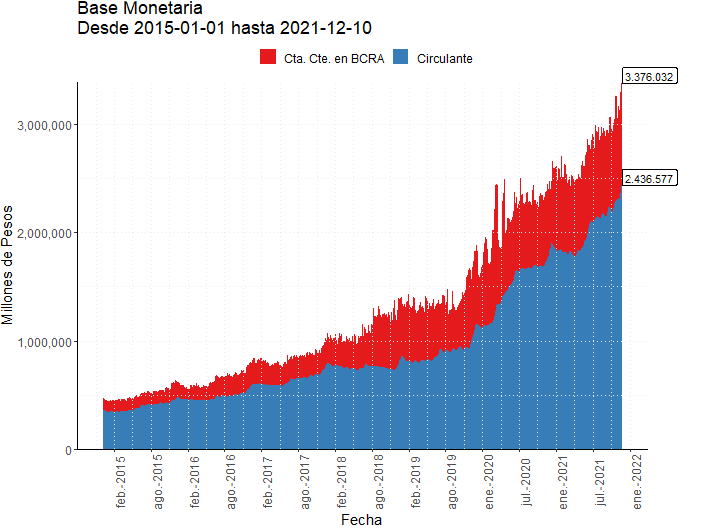 Base Monetaria
Desde 2015-01-01 hasta 2021-12-10
Cta. Cte. en BCRA
Circulante
3.376.032
2.436.577
Millones de Pesos
3,000,000
2,000,000
1,000,000
0
feb.-2015
ago.-2015
feb.-2016
ago.-2016
feb.-2017
ago.-2017
feb.-2018
ago.-2018
feb.-2019
ago.-2019
ene.-2020
jul.-2020
ene.-2021
jul.-2021
ene.-2022
Fecha